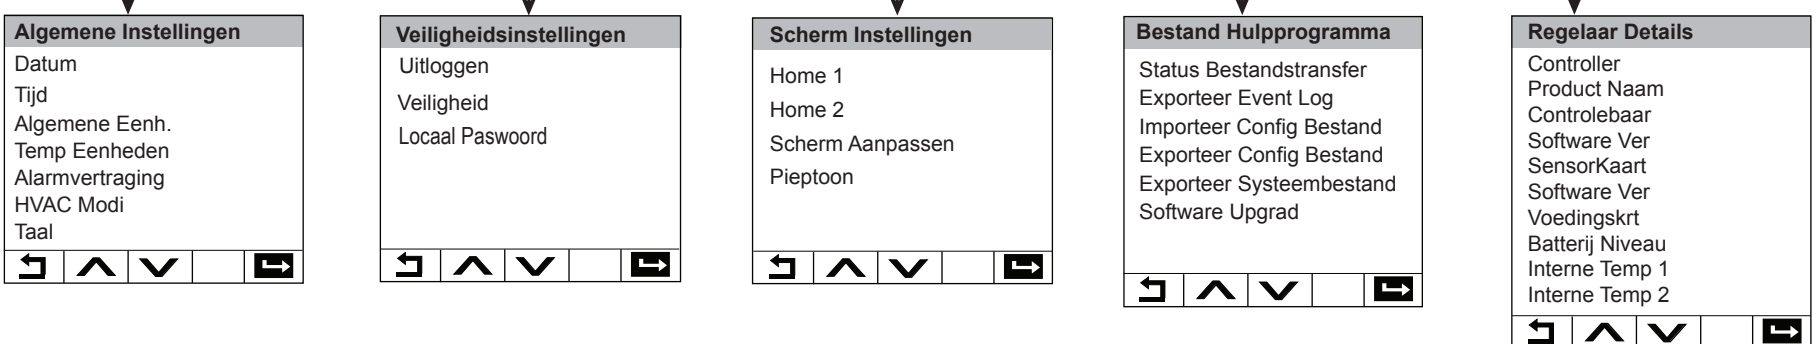 Algemene Instellingen
Datum
Tijd
Algemene Eenh.
Temp Eenheden
Alarmvertraging
HVAC Modi
Taal
Veiligheidsinstellingen
Uitloggen
Veiligheid
Locaal Paswoord
Scherm Instellingen
Home 1
Home 2
Scherm Aanpassen
Pieptoon
Bestand Hulpprogramma
Status Bestandstransfer
Exporteer Event Log
Importeer Config Bestand
Exporteer Config Bestand
Exporteer Systeembestand
Software Upgrad
Regelaar Details
Controller
Product Naam
Controlebaar
Software Ver
SensorKaart
Software Ver
Voedingskrt
Batterij Niveau
Interne Temp 1
Interne Temp 2